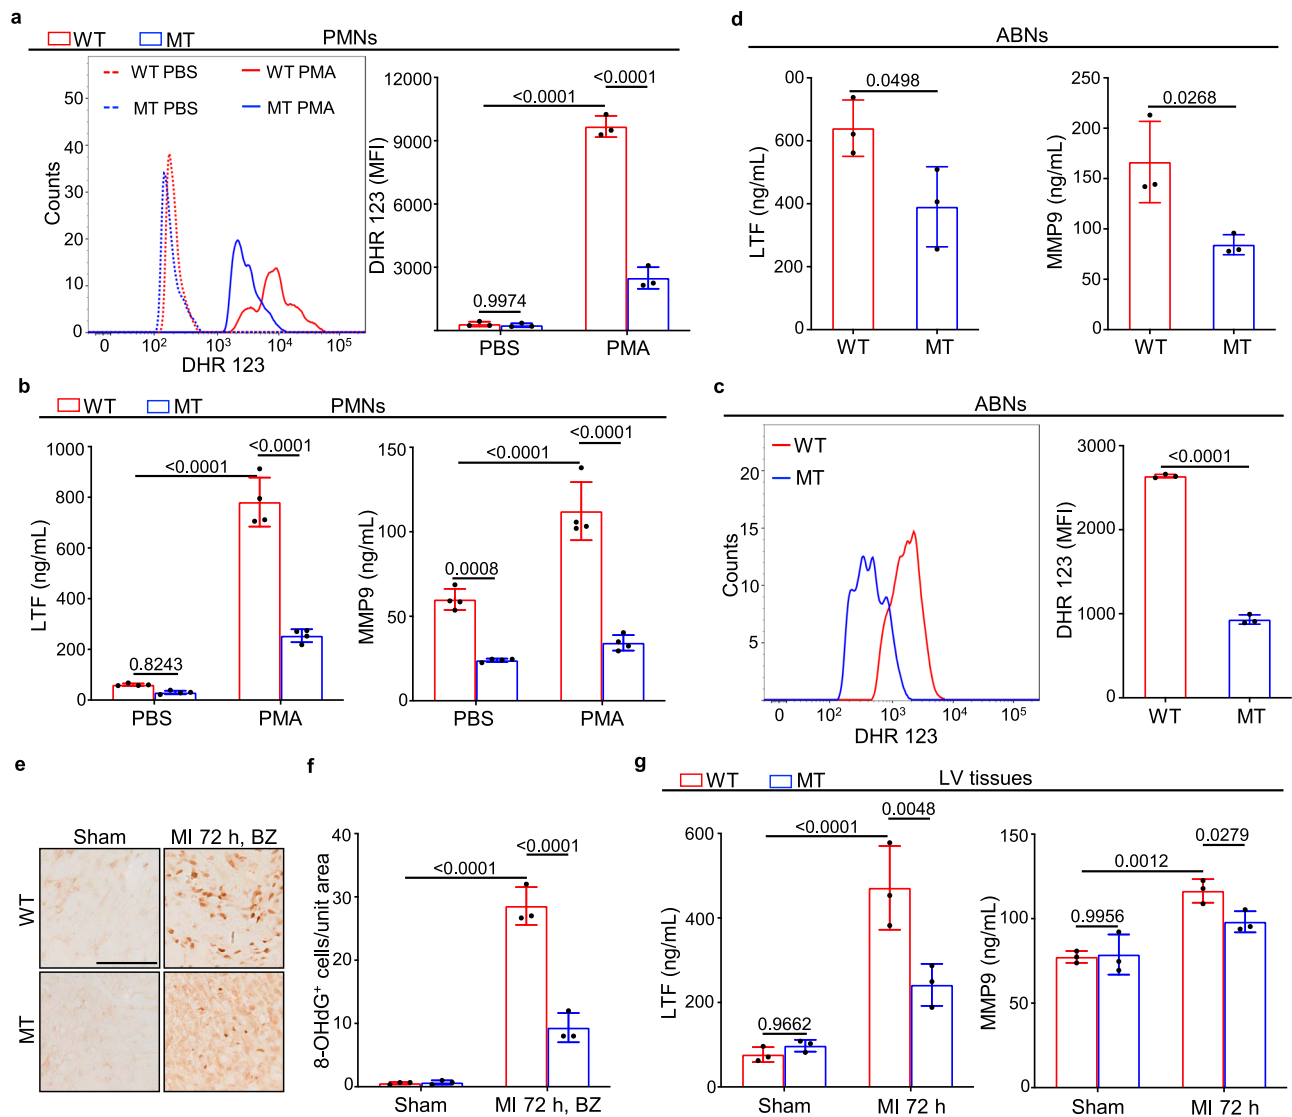 a
WT MT PMNs
WT PBS WT PMA
MT PBS MT PMA
Counts
50
40
30
20
10
0
0 10² 10³ 10⁴ 10⁵
DHR 123
DHR 123 (MFI)
12000
9000
6000
3000
<0.0001
<0.0001
0.9974
PBS PMA
d
ABNs
LTF (ng/mL)
00
600
400
200
0
0.0498
WT MT
MMP9 (ng/mL)
250
200
150
100
50
0
0.0268
WT MT
b
WT MT PMNs
LTF (ng/mL)
1000
800
600
400
200
0
<0.0001
<0.0001
0.8243
PBS PMA
MMP9 (ng/mL)
150
100
50
0
<0.0001
<0.0001
0.0008
PBS PMA
c
ABNs
WT
MT
Counts
20
15
10
5
0 10² 10³ 10⁴ 10⁵
DHR 123
DHR 123 (MFI)
3000
2000
1000
0
<0.0001
WT MT
e
Sham MI 72 h, BZ
WT
MT
f
8-OHdG⁺ cells/unit area
40
30
20
10
0
<0.0001
<0.0001
Sham MI 72 h, BZ
g
WT MT LV tissues
LTF (ng/mL)
600
400
200
0
<0.0001
0.0048
0.9662
Sham MI 72 h
MMP9 (ng/mL)
150
100
50
0
0.0012
0.0279
0.9956
Sham MI 72 h